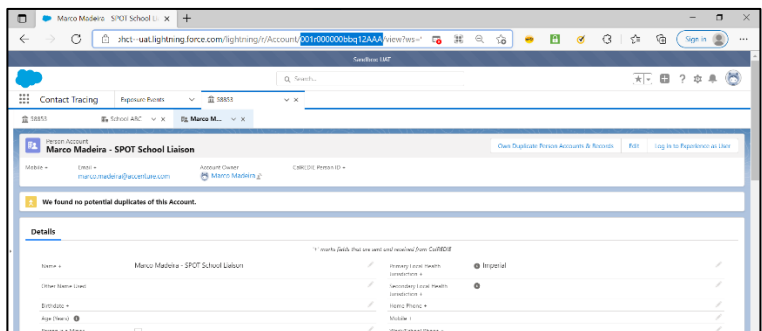 Marco Madeira - SPOT School Li
phct--uat.lightning.force.com/lightning/r/Account/001r000000bbq12AAA/view?ws=
Sign in
Sandbox: UAT
Search...
Contact Tracing Exposure Events 58853
58853 School ABC Marco M...
Person Account
Marco Madeira - SPOT School Liaison
Own Duplicate Person Accounts & Records Edit Log in to Experience as User
Mobile + Email + Account Owner CalREDIE Person ID +
marco.madeira@accenture.com Marco Madeira
We found no potential duplicates of this Account.
Details
'+' marks fields that are sent and received from CalREDIE
Name + Marco Madeira - SPOT School Liaison Primary Local Health Jurisdiction + Imperial
Other Name Used Secondary Local Health Jurisdiction +
Birthdate + Home Phone +
Age (Years) Mobile +